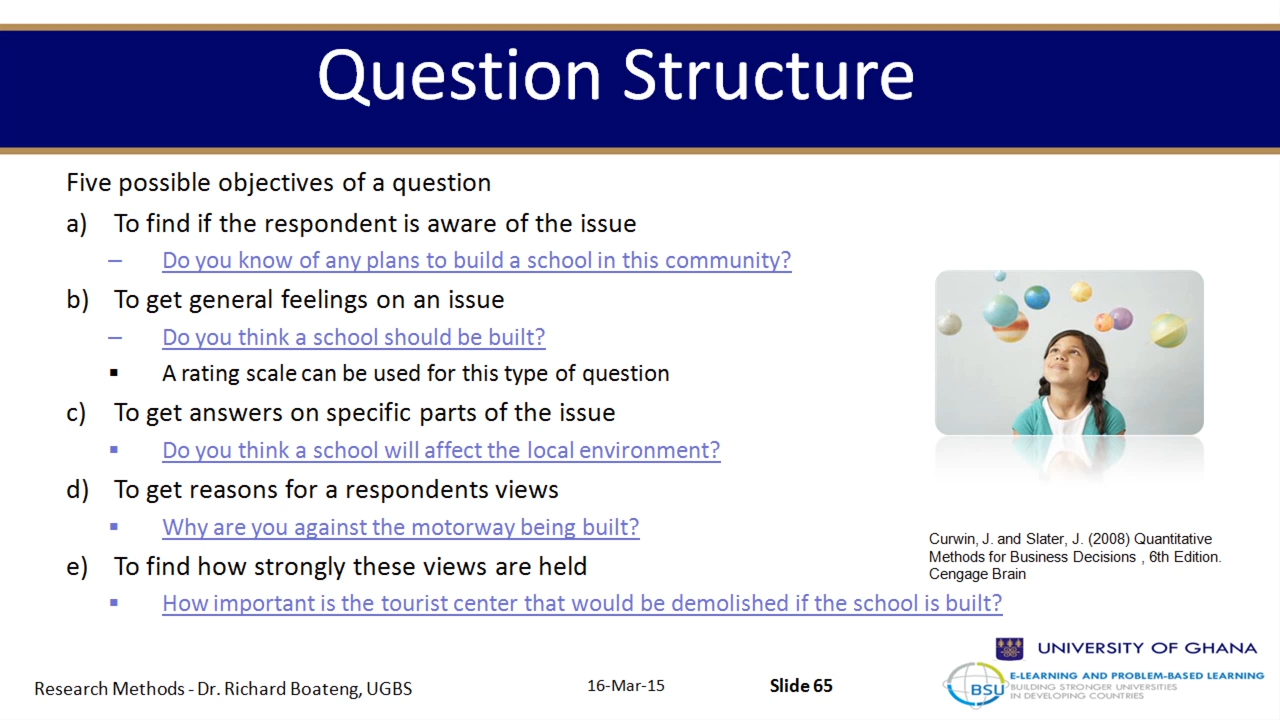 Question Structure
Five possible objectives of a question
a) To find if the respondent is aware of the issue
– Do you know of any plans to build a school in this community?
b) To get general feelings on an issue
– Do you think a school should be built?
▪ A rating scale can be used for this type of question
c) To get answers on specific parts of the issue
▪ Do you think a school will affect the local environment?
d) To get reasons for a respondents views
▪ Why are you against the motorway being built?
e) To find how strongly these views are held
▪ How important is the tourist center that would be demolished if the school is built?
Curwin, J. and Slater, J. (2008) Quantitative
Methods for Business Decisions , 6th Edition.
Cengage Brain
Research Methods - Dr. Richard Boateng, UGBS
16-Mar-15
Slide 65
UNIVERSITY OF GHANA
BSU
E-LEARNING AND PROBLEM-BASED LEARNING
BUILDING STRONGER UNIVERSITIES
IN DEVELOPING COUNTRIES